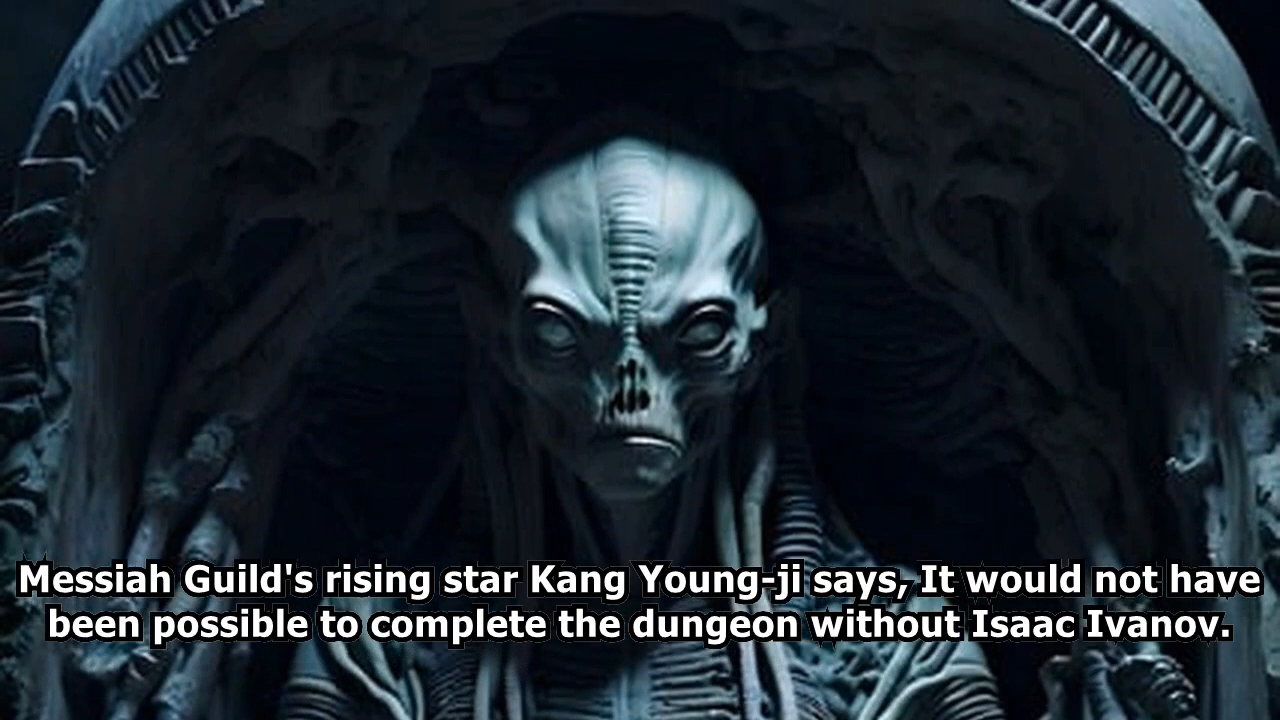 Messiah Guild's rising star Kang Young-ji says, It would not have
been possible to complete the dungeon without Isaac Ivanov.